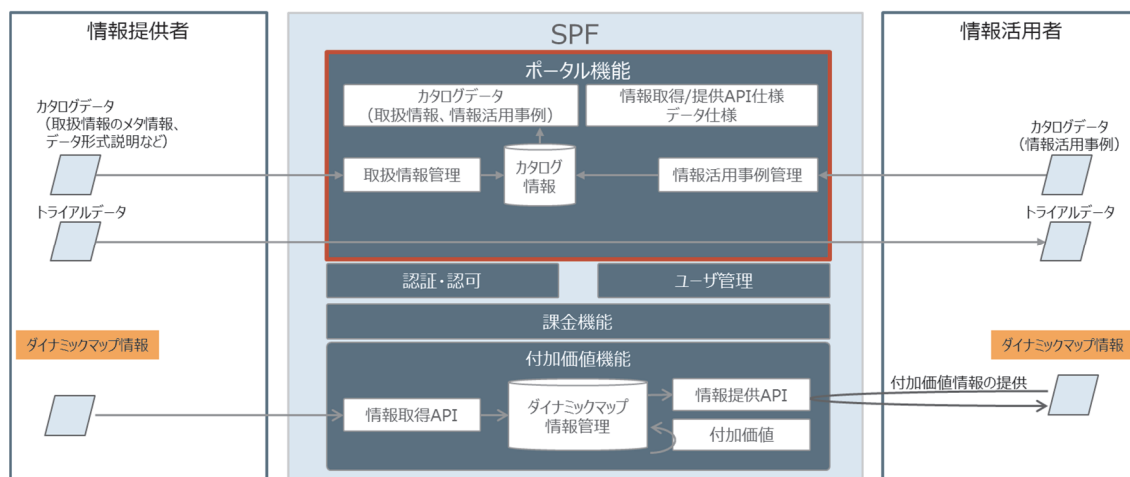 情報提供者
カタログデータ
（取扱情報のメタ情報、
データ形式説明など）
トライアルデータ
ダイナミックマップ情報
SPF
ポータル機能
カタログデータ
（取扱情報、情報活用事例）
情報取得/提供API仕様
データ仕様
取扱情報管理
カタログ
情報
情報活用事例管理
認証・認可
ユーザ管理
課金機能
付加価値機能
情報取得API
ダイナミックマップ
情報管理
情報提供API
付加価値
情報活用者
カタログデータ
（情報活用事例）
トライアルデータ
ダイナミックマップ情報
付加価値情報の提供